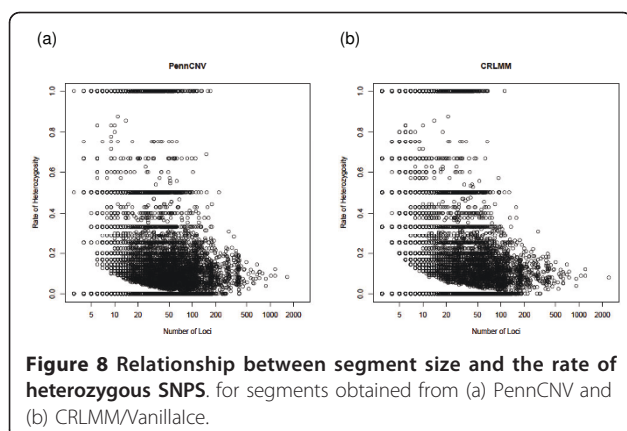 (a)
PennCNV
Rate of Heterozygosity
1.0
0.8
0.6
0.4
0.2
0.0
5 10 20 50 100 200 500 1000 2000
Number of Loci
(b)
CRLMM
Rate of Heterozygosity
1.0
0.8
0.6
0.4
0.2
0.0
5 10 20 50 100 200 500 1000 2000
Number of Loci
Figure 8 Relationship between segment size and the rate of
heterozygous SNPS. for segments obtained from (a) PennCNV and
(b) CRLMM/VanillaIce.